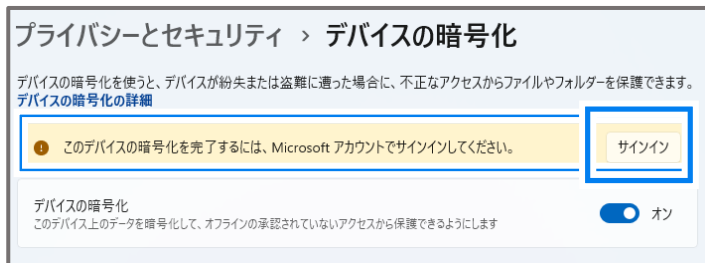 プライバシーとセキュリティ › デバイスの暗号化
デバイスの暗号化を使うと、デバイスが紛失または盗難に遭った場合に、不正なアクセスからファイルやフォルダーを保護できます。
デバイスの暗号化の詳細
このデバイスの暗号化を完了するには、Microsoft アカウントでサインインしてください。 サインイン
デバイスの暗号化
このデバイス上のデータを暗号化して、オフラインの承認されていないアクセスから保護できるようにします
オン